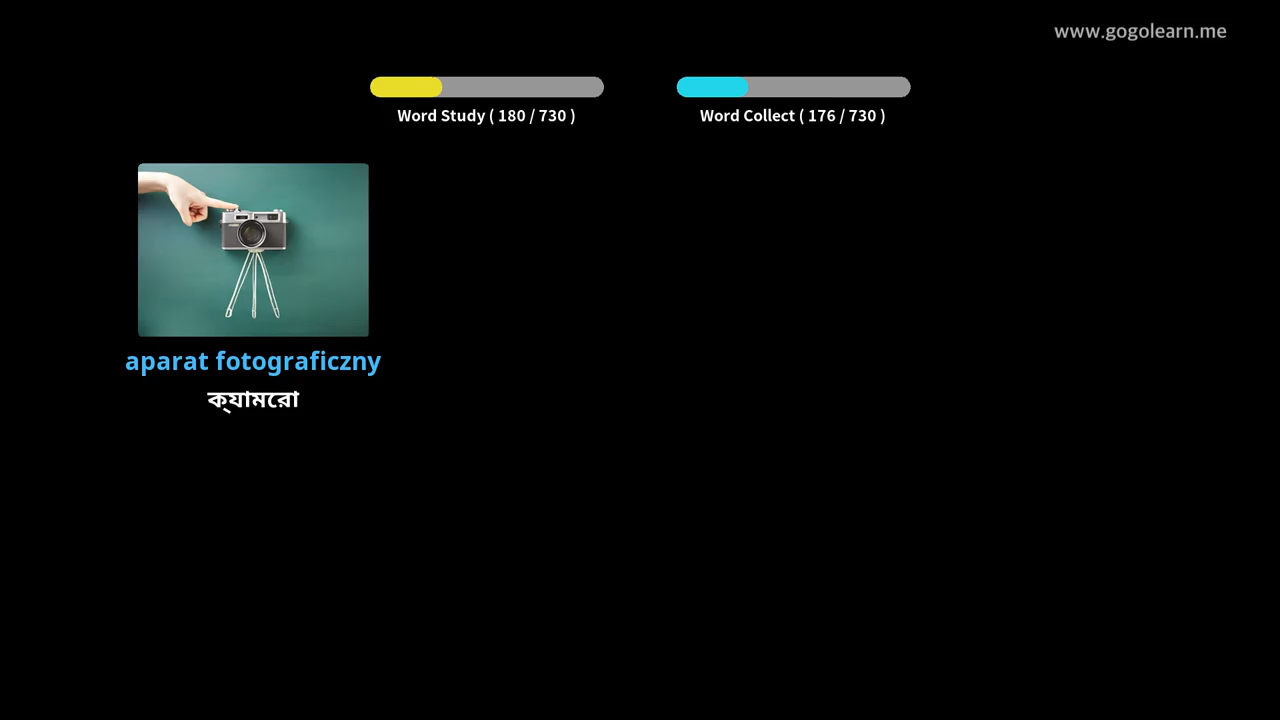 www.gogolearn.me
Word Study ( 180 / 730 )
Word Collect ( 176 / 730 )
aparat fotograficzny
ক্যামেরা